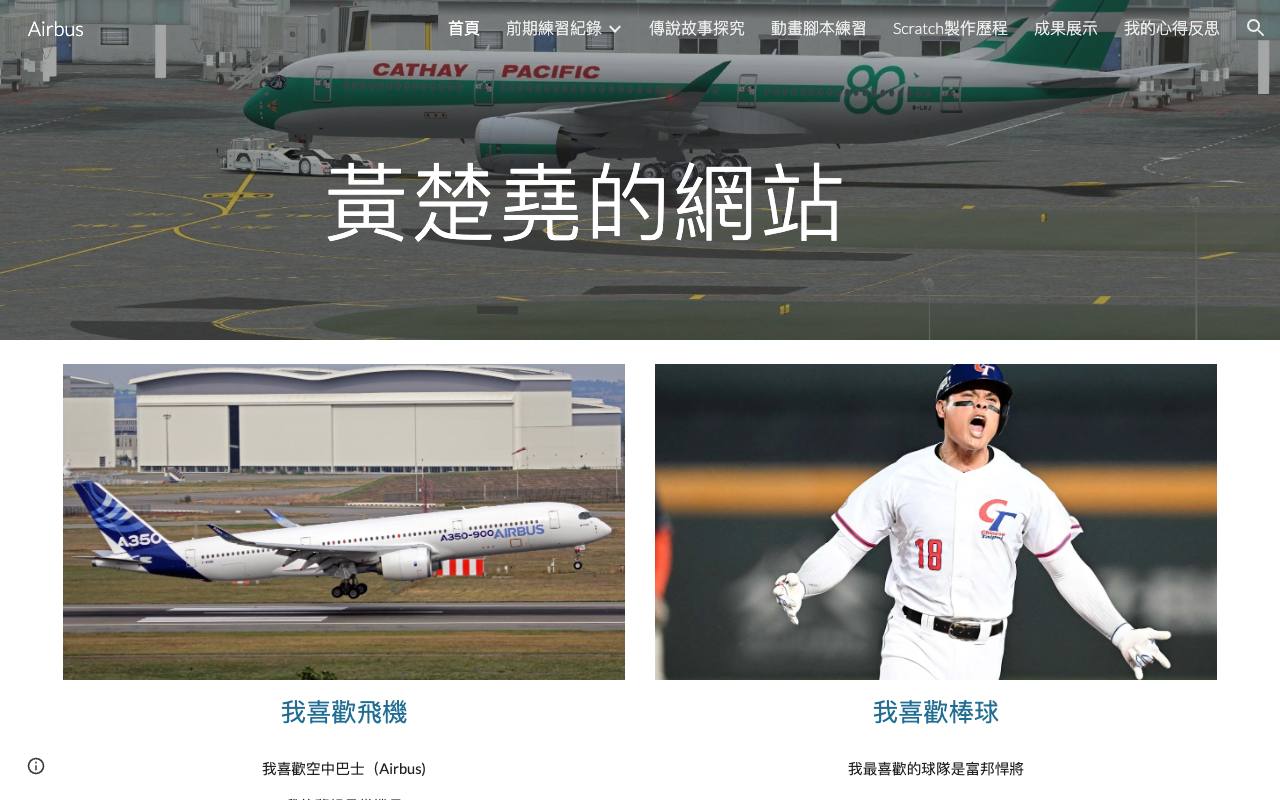 Airbus
首頁
前期練習紀錄
傳說故事探究
動畫腳本練習
Scratch製作歷程
成果展示
我的心得反思
CATHAY PACIFIC
80
黃楚堯的網站
A350
A350-900 AIRBUS
CT
CT
Chinese Taipei
18
我喜歡飛機
我喜歡棒球
我喜歡空中巴士（Airbus)
我最喜歡的球隊是富邦悍將